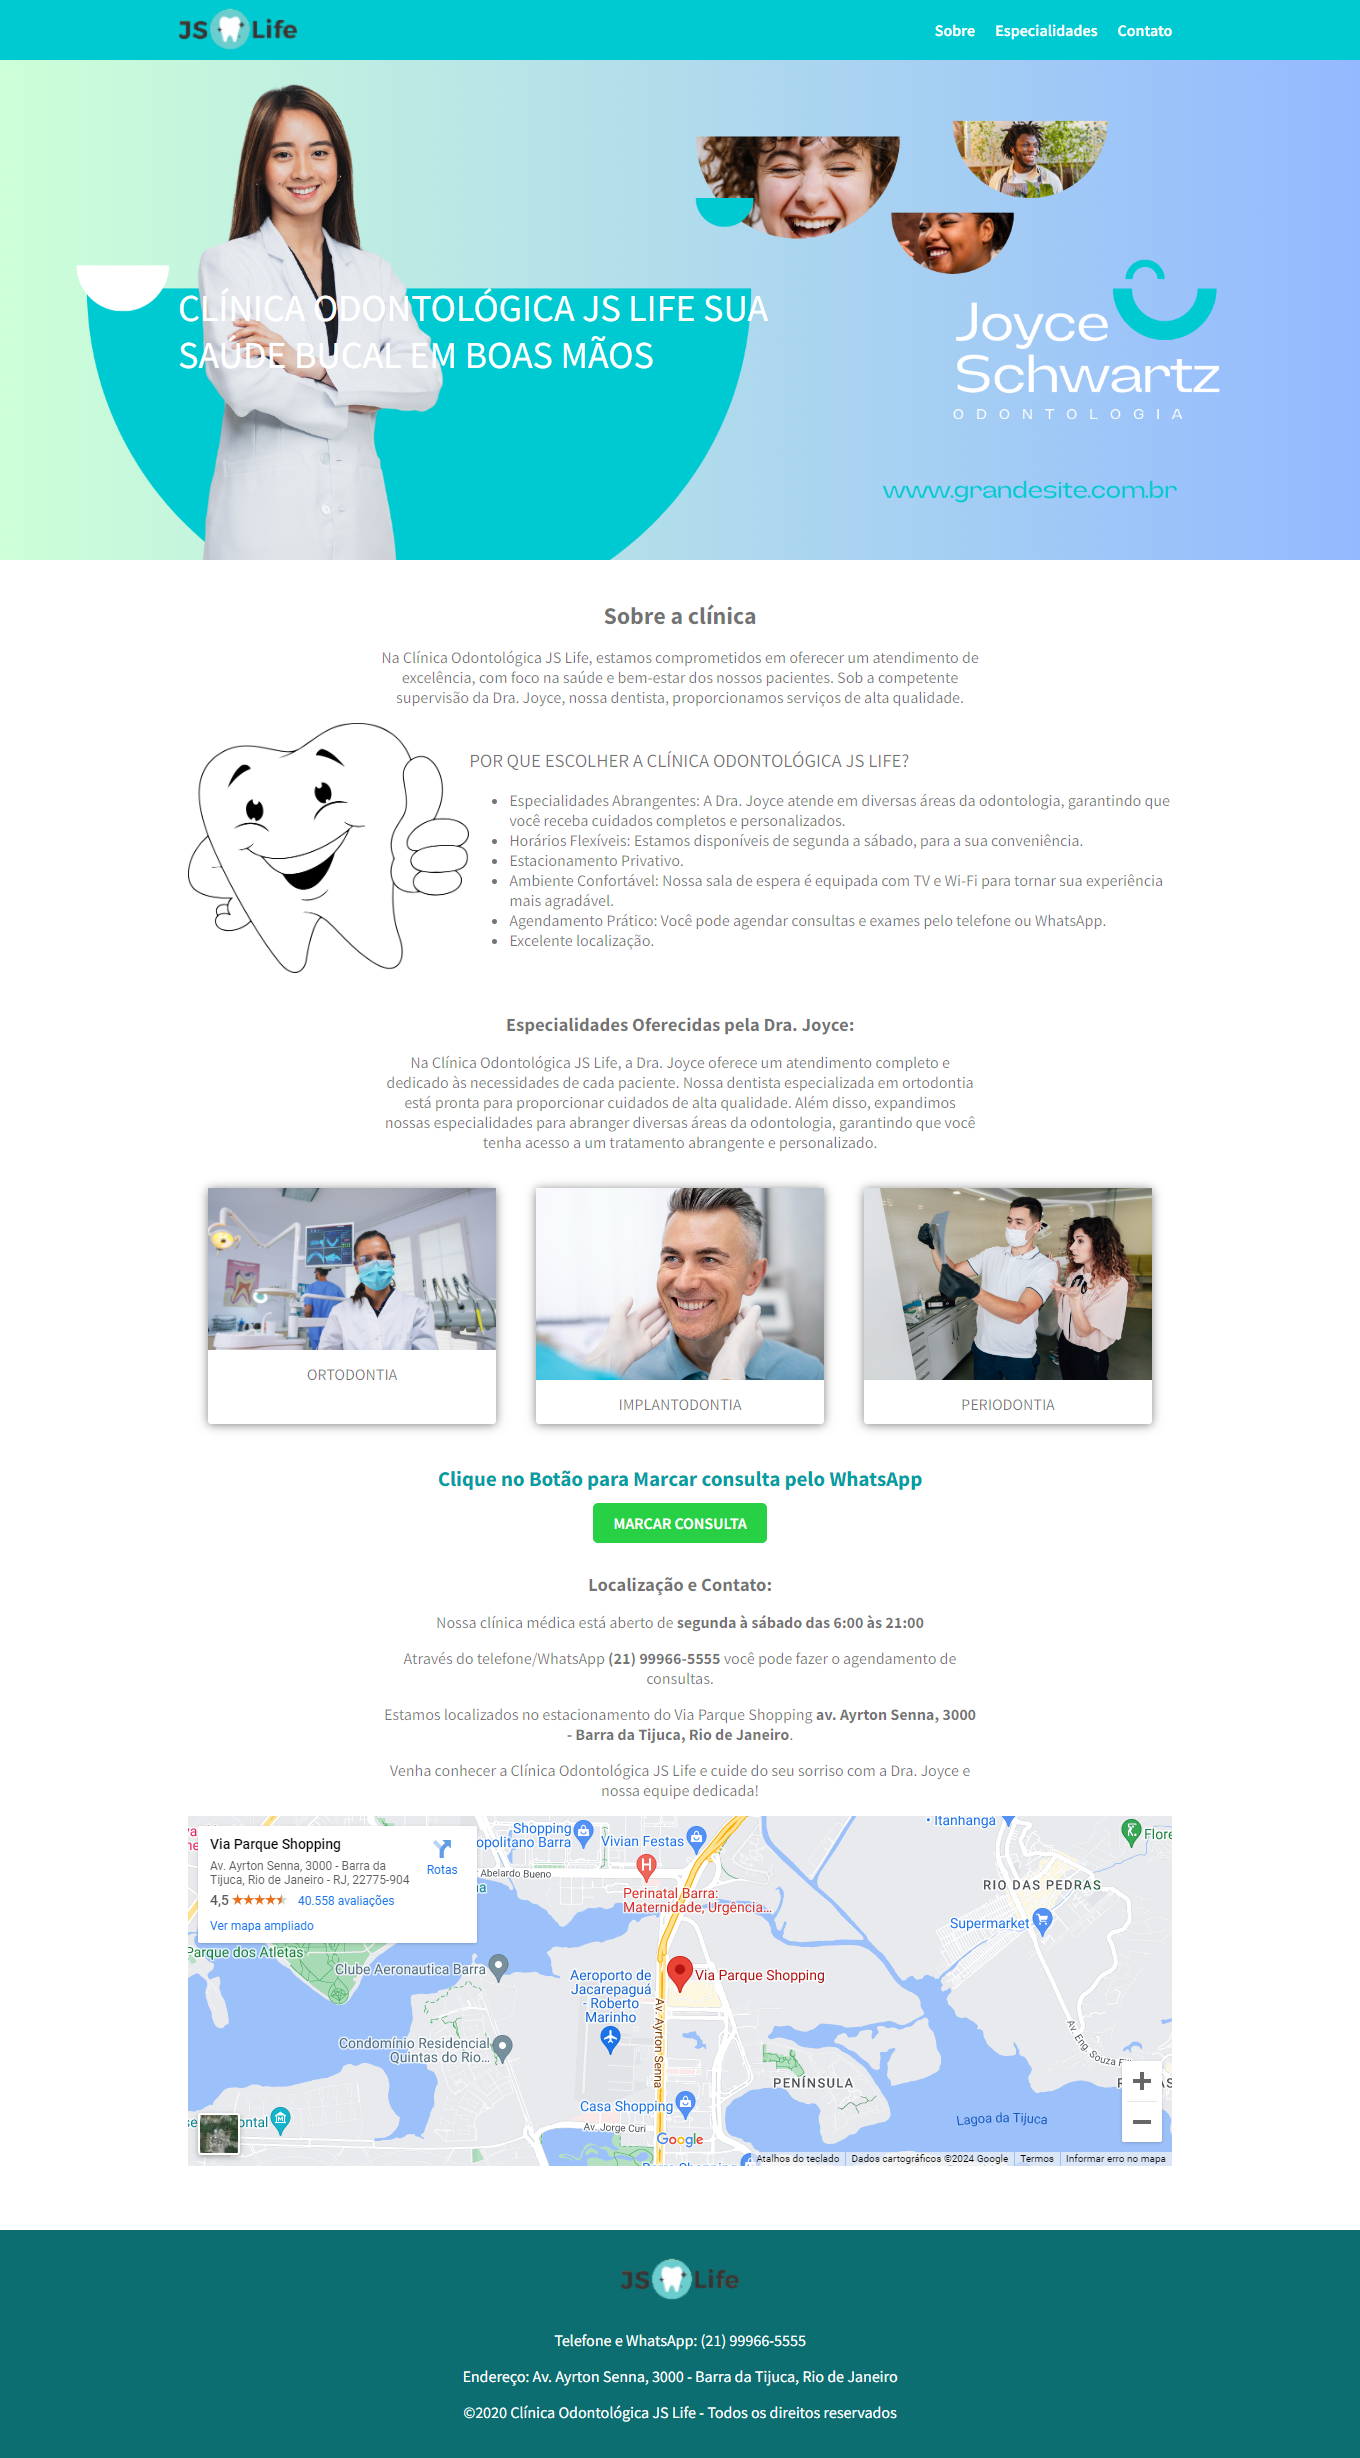 JS Life
Sobre Especialidades Contato
CLÍNICA ODONTOLÓGICA JS LIFE SUA
SAÚDE BUCAL EM BOAS MÃOS
Joyce
Schwartz
ODONTOLOGIA
www.grandesite.com.br
Sobre a clínica
Na Clínica Odontológica JS Life, estamos comprometidos em oferecer um atendimento de
excelência, com foco na saúde e bem-estar dos nossos pacientes. Sob a competente
supervisão da Dra. Joyce, nossa dentista, proporcionamos serviços de alta qualidade.
POR QUE ESCOLHER A CLÍNICA ODONTOLÓGICA JS LIFE?
• Especialidades Abrangentes: A Dra. Joyce atende em diversas áreas da odontologia, garantindo que
você receba cuidados completos e personalizados.
• Horários Flexíveis: Estamos disponíveis de segunda a sábado, para a sua conveniência.
• Estacionamento Privativo.
• Ambiente Confortável: Nossa sala de espera é equipada com TV e Wi-Fi para tornar sua experiência
mais agradável.
• Agendamento Prático: Você pode agendar consultas e exames pelo telefone ou WhatsApp.
• Excelente localização.
Especialidades Oferecidas pela Dra. Joyce:
Na Clínica Odontológica JS Life, a Dra. Joyce oferece um atendimento completo e
dedicado às necessidades de cada paciente. Nossa dentista especializada em ortodontia
está pronta para proporcionar cuidados de alta qualidade. Além disso, expandimos
nossas especialidades para abranger diversas áreas da odontologia, garantindo que você
tenha acesso a um tratamento abrangente e personalizado.
ORTODONTIA
IMPLANTODONTIA
PERIODONTIA
Clique no Botão para Marcar consulta pelo WhatsApp
MARCAR CONSULTA
Localização e Contato:
Nossa clínica médica está aberto de segunda à sábado das 6:00 às 21:00
Através do telefone/WhatsApp (21) 99966-5555 você pode fazer o agendamento de
consultas.
Estamos localizados no estacionamento do Via Parque Shopping av. Ayrton Senna, 3000
- Barra da Tijuca, Rio de Janeiro.
Venha conhecer a Clínica Odontológica JS Life e cuide do seu sorriso com a Dra. Joyce e
nossa equipe dedicada!
Via Parque Shopping
Av. Ayrton Senna, 3000 - Barra da
Tijuca, Rio de Janeiro - RJ, 22775-904
4,5 40.558 avaliações
Ver mapa ampliado
Rotas
Shopping
opolitano Barra
Vivian Festas
Itanhangá
Flore
Abelardo Bueno
Perinatal Barra:
Maternidade, Urgência...
RIO DAS PEDRAS
Supermarket
Parque dos Atletas
Clube Aeronautica Barra
Aeroporto de
Jacarepaguá
- Roberto
Marinho
Via Parque Shopping
Av. Ayrton Senna
Condomínio Residencial
Quintas do Rio...
Av. Eng. Souza Fi
PENÍNSULA
Casa Shopping
Lagoa da Tijuca
Av. Jorge Curi
Google
Atalhos do teclado Dados cartográficos ©2024 Google Termos Informar erro no mapa
JS Life
Telefone e WhatsApp: (21) 99966-5555
Endereço: Av. Ayrton Senna, 3000 - Barra da Tijuca, Rio de Janeiro
©2020 Clínica Odontológica JS Life - Todos os direitos reservados